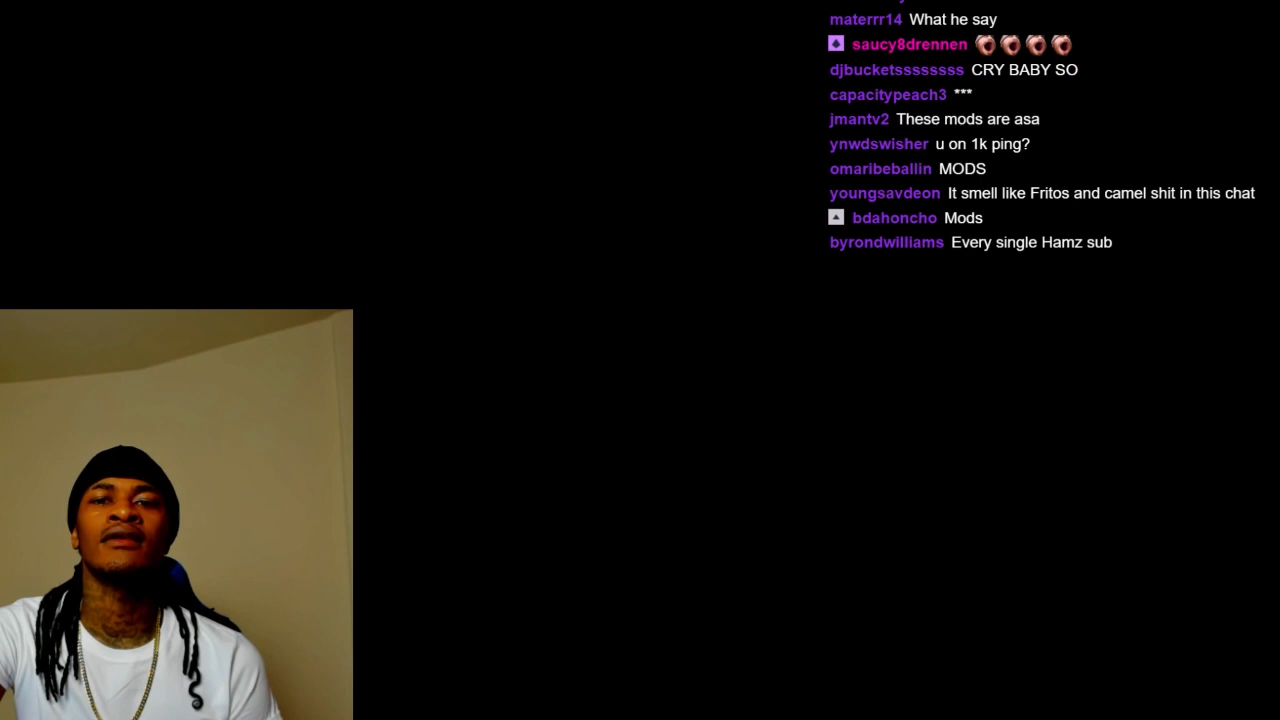 materrr14 What he say
saucy8drennen
djbucketssssssss CRY BABY SO
capacitypeach3 ***
jmantv2 These mods are asa
ynwdswisher u on 1k ping?
omaribeballin MODS
youngsavdeon It smell like Fritos and camel shit in this chat
bdahoncho Mods
byrondwilliams Every single Hamz sub